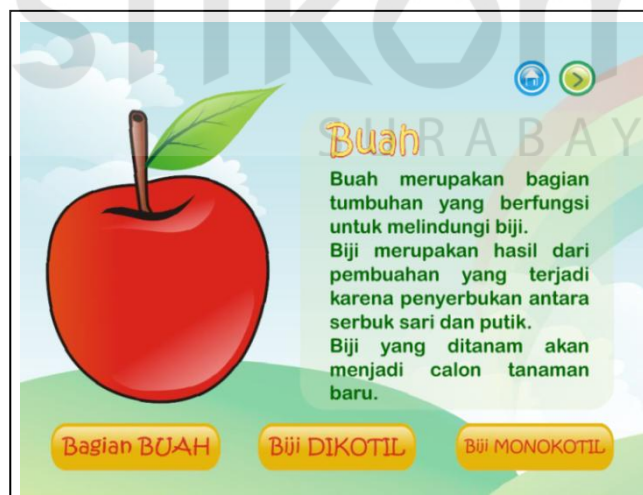 stikom
SURABAYA
Buah
Buah merupakan bagian
tumbuhan yang berfungsi
untuk melindungi biji.
Biji merupakan hasil dari
pembuahan yang terjadi
karena penyerbukan antara
serbuk sari dan putik.
Biji yang ditanam akan
menjadi calon tanaman
baru.
Bagian BUAH
Biji DIKOTIL
Biji MONOKOTIL